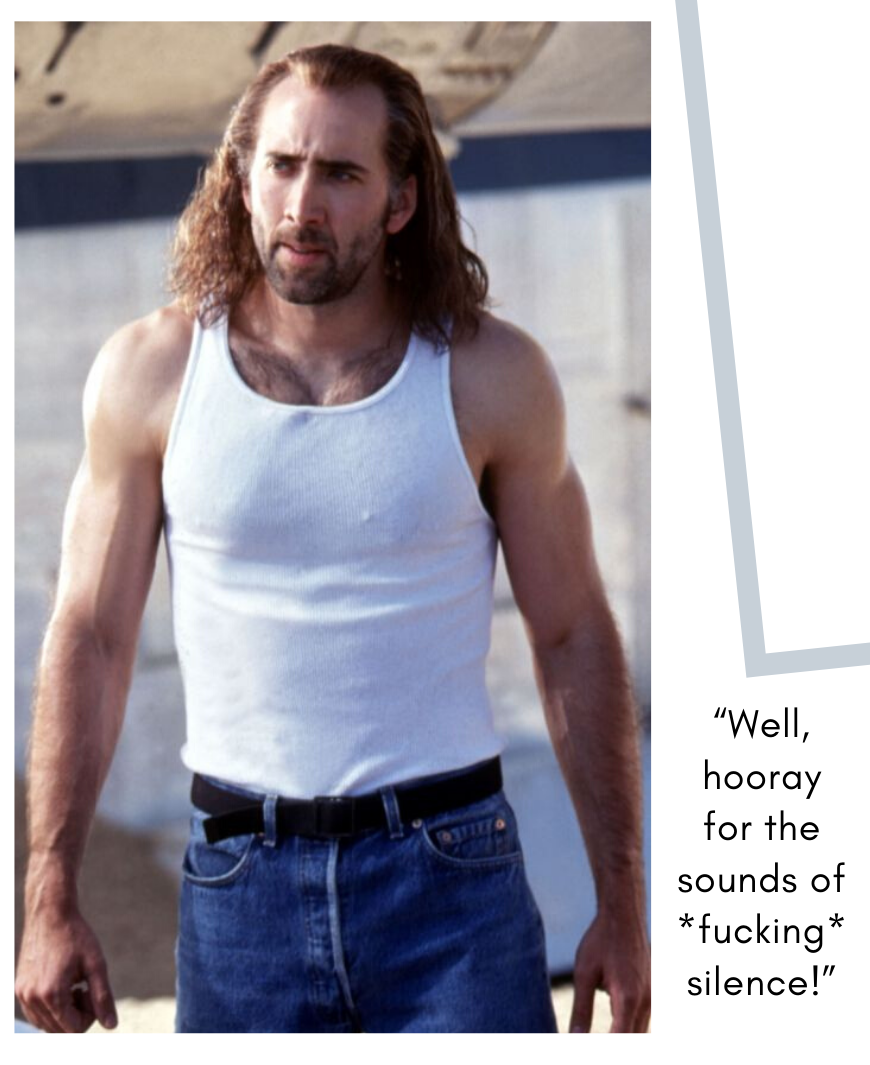 “Well,
hooray
for the
sounds of
*fucking*
silence!”